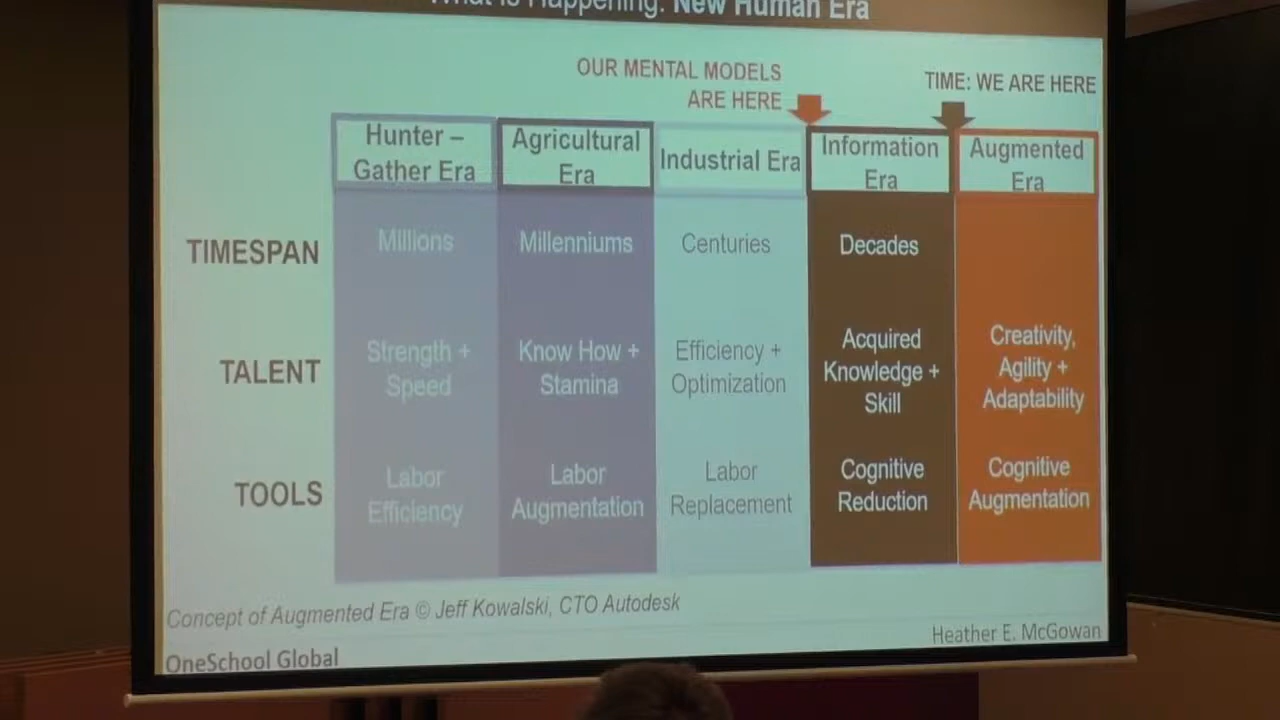 What is Happening: New Human Era
OUR MENTAL MODELS
ARE HERE
TIME: WE ARE HERE
Hunter –
Gather Era
Agricultural
Era
Industrial Era
Information
Era
Augmented
Era
TIMESPAN
Millions
Millenniums
Centuries
Decades
TALENT
Strength +
Speed
Know How +
Stamina
Efficiency +
Optimization
Acquired
Knowledge +
Skill
Creativity,
Agility +
Adaptability
TOOLS
Labor
Efficiency
Labor
Augmentation
Labor
Replacement
Cognitive
Reduction
Cognitive
Augmentation
Concept of Augmented Era © Jeff Kowalski, CTO Autodesk
Heather E. McGowan
OneSchool Global